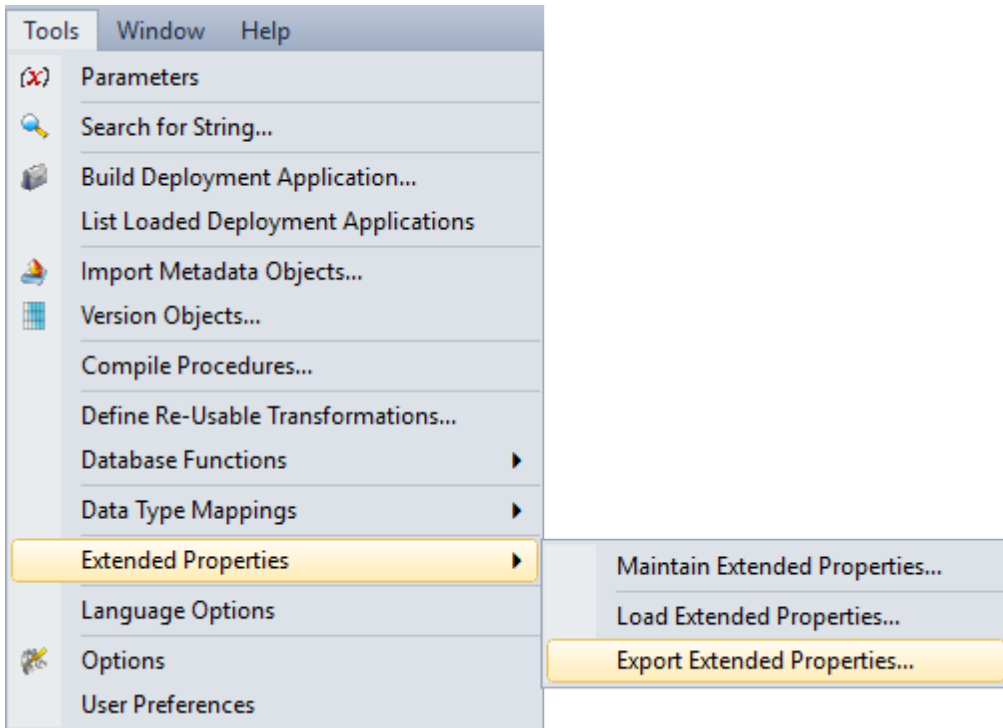 Tools Window Help
(x) Parameters
Search for String...
Build Deployment Application...
List Loaded Deployment Applications
Import Metadata Objects...
Version Objects...
Compile Procedures...
Define Re-Usable Transformations...
Database Functions
Data Type Mappings
Extended Properties
Maintain Extended Properties...
Load Extended Properties...
Export Extended Properties...
Language Options
Options
User Preferences